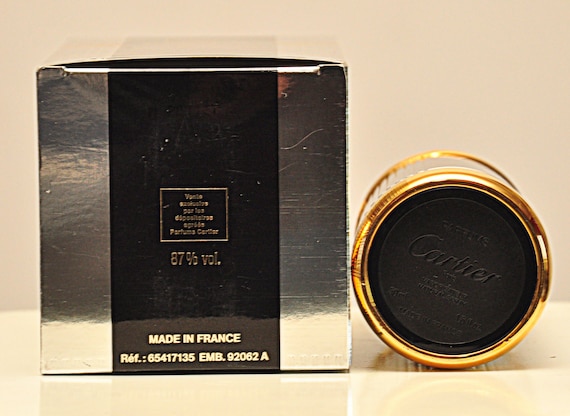 Vente
exclusive
par les
dépositaires
agréés
Parfums Cartier
87% vol.
MADE IN FRANCE
Réf.: 65417135 EMB. 92062 A
Cartier